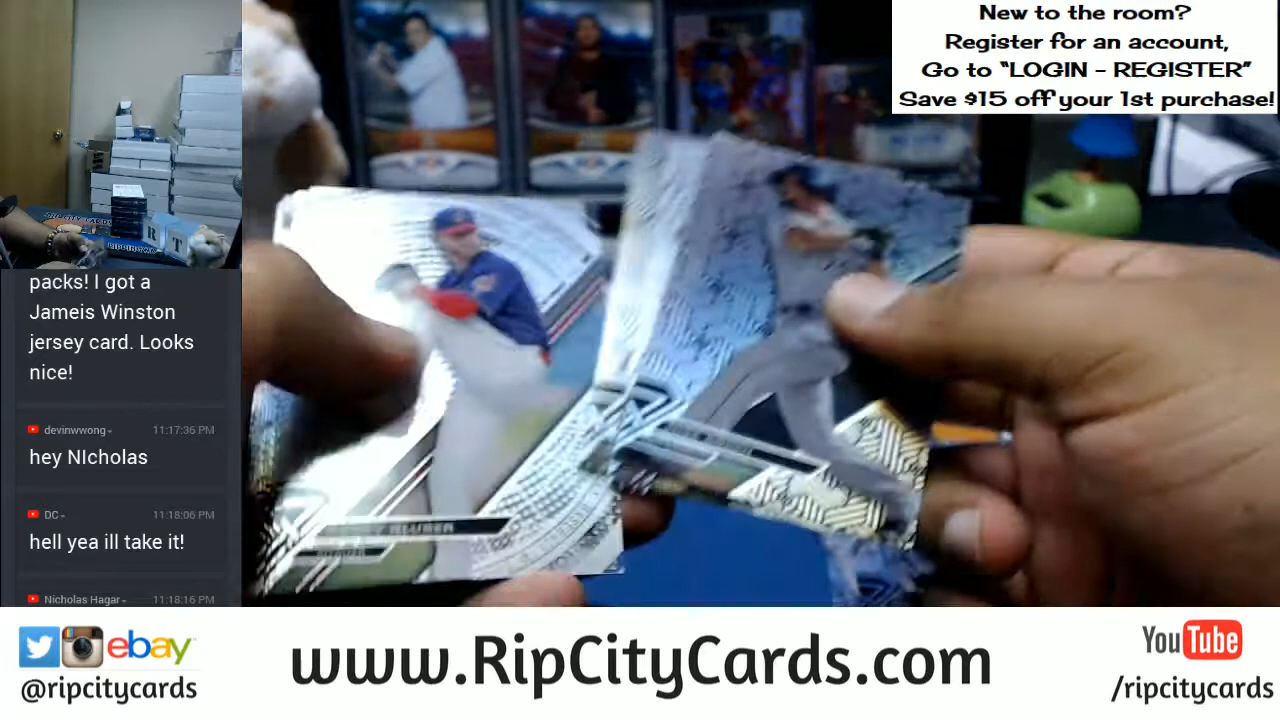 New to the room?
Register for an account,
Go to “LOGIN - REGISTER”
Save $15 off your 1st purchase!
packs! I got a
Jameis Winston
jersey card. Looks
nice!
devinwwong
11:17:36 PM
hey NIcholas
DC
11:18:06 PM
hell yea ill take it!
Nicholas Hagar
11:18:16 PM
KLUBER
R
T
ebay
@ripcitycards
www.RipCityCards.com
YouTube
/ripcitycards